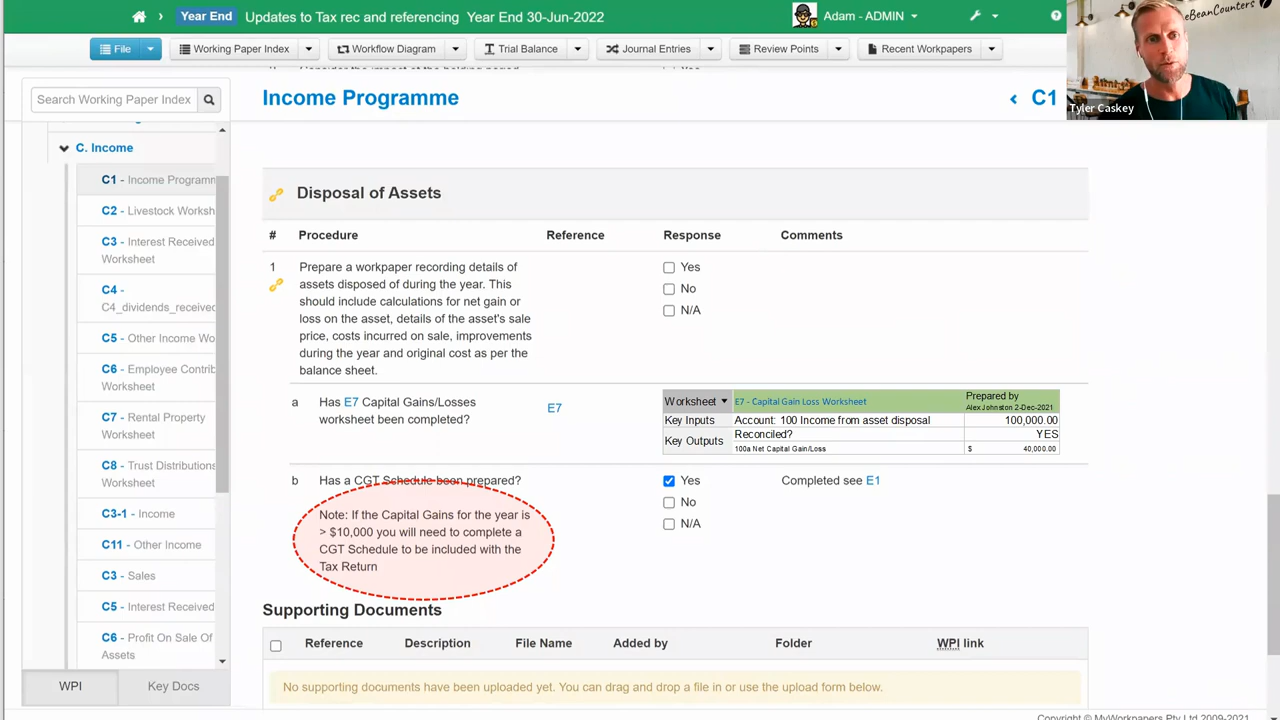 Year End
Updates to Tax rec and referencing Year End 30-Jun-2022
Adam - ADMIN
eBeanCounters
Tyler Caskey
File
Working Paper Index
Workflow Diagram
Trial Balance
Journal Entries
Review Points
Recent Workpapers
Search Working Paper Index
Income Programme
C1
C. Income
C1 - Income Programm
C2 - Livestock Worksh
C3 - Interest Received
Worksheet
C4 -
C4_dividends_received
C5 - Other Income Wo
C6 - Employee Contrib
Worksheet
C7 - Rental Property
Worksheet
C8 - Trust Distributions
Worksheet
C3-1 - Income
C11 - Other Income
C3 - Sales
C5 - Interest Received
C6 - Profit On Sale Of
Assets
WPI
Key Docs
Disposal of Assets
# Procedure Reference Response Comments
1 Prepare a workpaper recording details of
assets disposed of during the year. This
should include calculations for net gain or
loss on the asset, details of the asset's sale
price, costs incurred on sale, improvements
during the year and original cost as per the
balance sheet.
Yes
No
N/A
a Has E7 Capital Gains/Losses
worksheet been completed?
E7
Worksheet E7 - Capital Gain Loss Worksheet Prepared by
Alex Johnston 2-Dec-2021
Key Inputs Account: 100 Income from asset disposal 100,000.00
Key Outputs Reconciled? YES
100a Net Capital Gain/Loss $ 40,000.00
b Has a CGT Schedule been prepared?
Note: If the Capital Gains for the year is
> $10,000 you will need to complete a
CGT Schedule to be included with the
Tax Return
Yes
No
N/A
Completed see E1
Supporting Documents
Reference Description File Name Added by Folder WPI link
No supporting documents have been uploaded yet. You can drag and drop a file in or use the upload form below.
Copyright © MyWorkpapers Pty Ltd 2009-2021